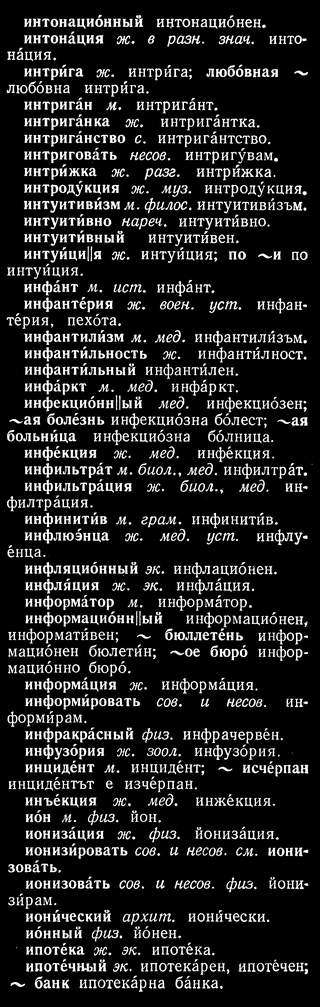 интонацио́нный интонацио́нен.
интона́ция ж. в разн. знач. инто-
на́ция.
интри́га ж. интри́га; любо́вная ~
любо́вна интри́га.
интрига́н м. интрига́нт.
интрига́нка ж. интрига́нтка.
интрига́нство с. интрига́нтство.
интригова́ть несов. интригу́вам.
интри́жка ж. разг. интри́жка.
интроду́кция ж. муз. интроду́кция.
интуитиви́зм м. филос. интуитиви́зъм.
интуити́вно нареч. интуити́вно.
интуити́вный интуити́вен.
интуи́ци||я ж. интуи́ция; по ~и по
интуи́ция.
инфа́нт м. ист. инфа́нт.
инфанте́рия ж. воен. уст. инфан-
те́рия, пехо́та.
инфантили́зм м. мед. инфантили́зъм.
инфанти́льность ж. инфанти́лност.
инфанти́льный инфанти́лен.
инфа́ркт м. мед. инфа́ркт.
инфекцио́нн||ый мед. инфекцио́зен;
~ая боле́знь инфекцио́зна бо́лест; ~ая
больни́ца инфекцио́зна бо́лница.
инфе́кция ж. мед. инфе́кция.
инфильтра́т м. биол., мед. инфилтра́т.
инфильтра́ция ж. биол., мед. ин-
филтра́ция.
инфинити́в м. грам. инфинити́в.
инфлюэ́нца ж. мед. уст. инфлу-
е́нца.
инфляцио́нный эк. инфлацио́нен.
инфля́ция ж. эк. инфла́ция.
информа́тор м. информа́тор.
информацио́нн||ый информацио́нен,
информати́вен; ~ бюллете́нь инфор-
мацио́нен бюлети́н; ~ое бюро́ инфор-
мацио́нно бюро́.
информа́ция ж. информа́ция.
информи́ровать сов. и несов. ин-
форми́рам.
инфракра́сный физ. инфрачерве́н.
инфузо́рия ж. зоол. инфузо́рия.
инциде́нт м. инциде́нт; ~ исче́рпан
инциде́нтът е изче́рпан.
инъе́кция ж. мед. инже́кция.
ио́н м. физ. йон.
иониза́ция ж. физ. йониза́ция.
ионизи́ровать сов. и несов. см. иони-
зова́ть.
ионизова́ть сов. и несов. физ. йони-
зи́рам.
иони́ческий архит. иони́чески.
ио́нный физ. йо́нен.
ипоте́ка ж. эк. ипоте́ка.
ипоте́чный эк. ипотека́рен, ипоте́чен;
~ банк ипотека́рна ба́нка.